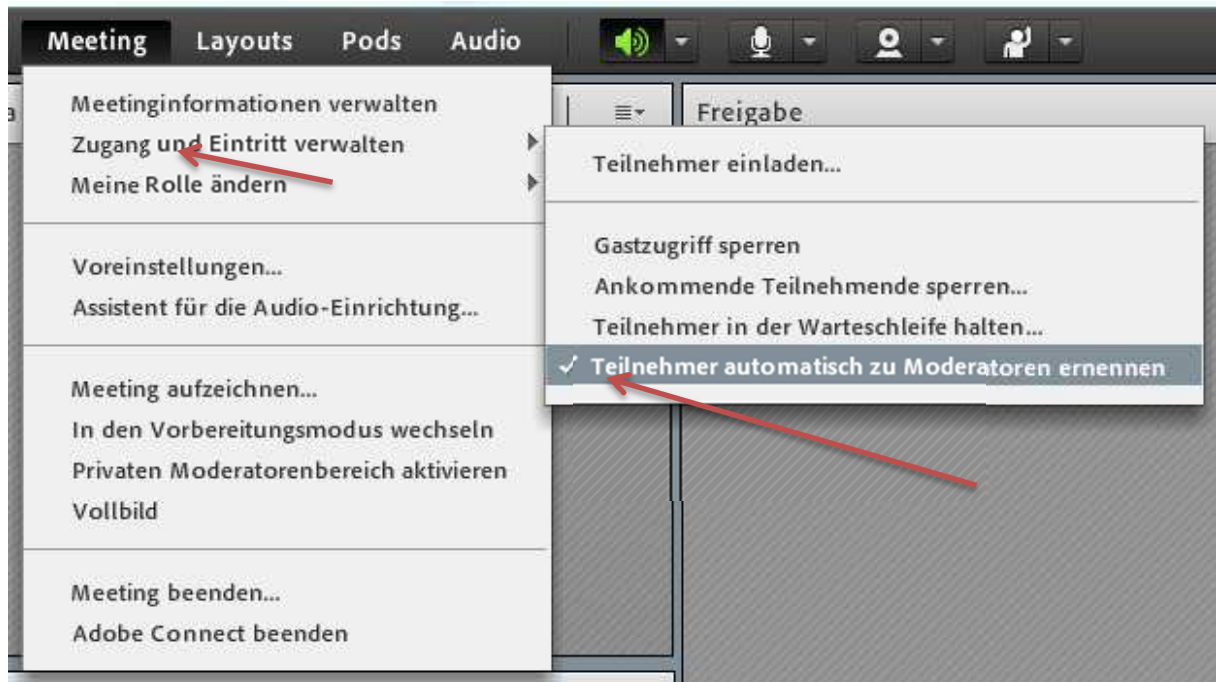 Meeting Layouts Pods Audio
a
Freigabe
Meetinginformationen verwalten
Zugang und Eintritt verwalten
Meine Rolle ändern
Voreinstellungen...
Assistent für die Audio-Einrichtung...
Meeting aufzeichnen...
In den Vorbereitungsmodus wechseln
Privaten Moderatorenbereich aktivieren
Vollbild
Meeting beenden...
Adobe Connect beenden
Teilnehmer einladen...
Gastzugriff sperren
Ankommende Teilnehmende sperren...
Teilnehmer in der Warteschleife halten...
Teilnehmer automatisch zu Moderatoren ernennen